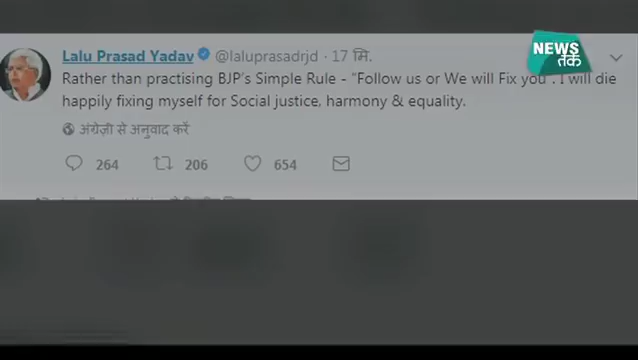 NEWS
तक
Lalu Prasad Yadav @laluprasadrjd · 17 मि.
Rather than practising BJP's Simple Rule - "Follow us or We will Fix you". I will die
happily fixing myself for Social justice, harmony & equality.
अंग्रेज़ी से अनुवाद करें
264 206 654